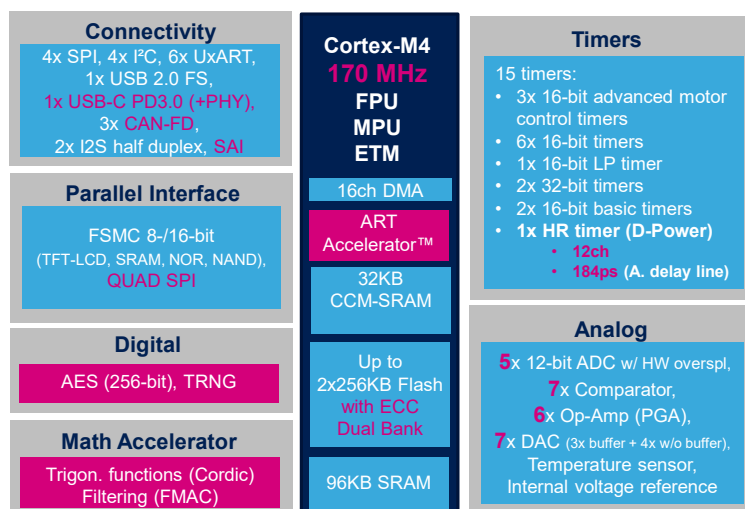 Connectivity
4x SPI, 4x I²C, 6x UxART,
1x USB 2.0 FS,
1x USB-C PD3.0 (+PHY),
3x CAN-FD,
2x I2S half duplex, SAI
Parallel Interface
FSMC 8-/16-bit
(TFT-LCD, SRAM, NOR, NAND),
QUAD SPI
Digital
AES (256-bit), TRNG
Math Accelerator
Trigon. functions (Cordic)
Filtering (FMAC)
Cortex-M4
170 MHz
FPU
MPU
ETM
16ch DMA
ART
Accelerator™
32KB
CCM-SRAM
Up to
2x256KB Flash
with ECC
Dual Bank
96KB SRAM
Timers
15 timers:
• 3x 16-bit advanced motor
control timers
• 6x 16-bit timers
• 1x 16-bit LP timer
• 2x 32-bit timers
• 2x 16-bit basic timers
• 1x HR timer (D-Power)
• 12ch
• 184ps (A. delay line)
Analog
5x 12-bit ADC w/ HW overspl,
7x Comparator,
6x Op-Amp (PGA),
7x DAC (3x buffer + 4x w/o buffer),
Temperature sensor,
Internal voltage reference